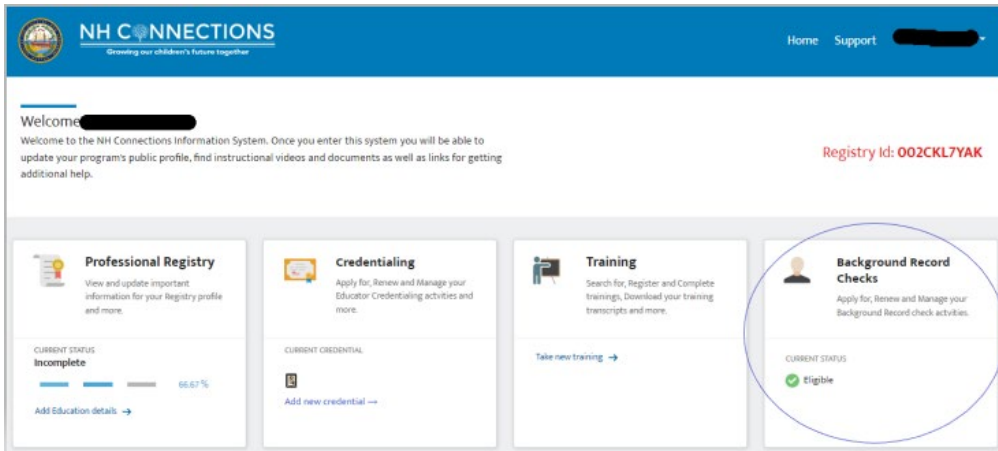 NH CONNECTIONS
Growing our children's future together
Home Support
Welcome
Welcome to the NH Connections Information System. Once you enter this system you will be able to
update your program's public profile, find instructional videos and documents as well as links for getting
additional help.
Registry Id: 002CKL7YAK
Professional Registry
View and update important
information for your Registry profile
and more.
CURRENT STATUS
Incomplete
66.67%
Add Education details →
Credentialing
Apply for, Renew and Manage your
Educator Credentialing activities and
more.
CURRENT CREDENTIAL
Add new credential →
Training
Search for, Register and Complete
trainings, Download your training
transcripts and more.
Take new training →
Background Record
Checks
Apply for, Renew and Manage your
Background Record check activities.
CURRENT STATUS
Eligible